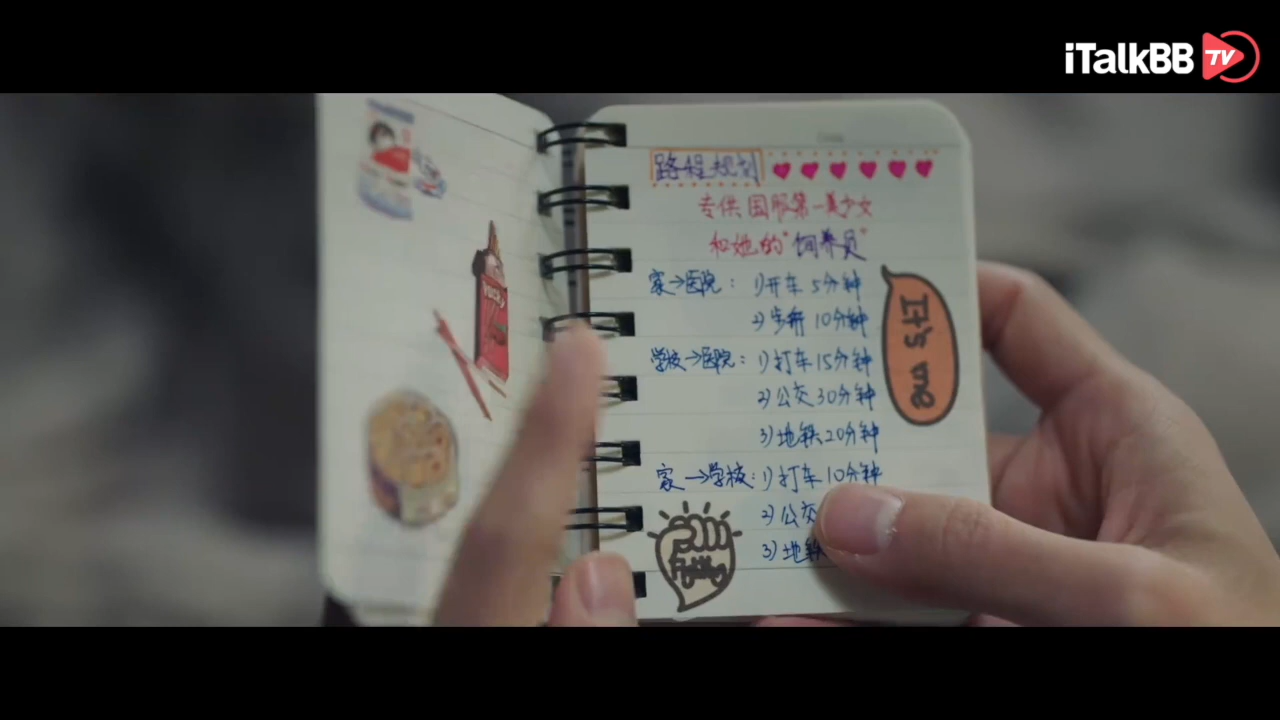 iTalkBB TV
路程规划
专供国服第一美少女
和她的"饲养员"
家→医院：1)开车 5分钟
2)步行 10分钟
学校→医院：1)打车15分钟
2)公交30分钟
3)地铁20分钟
家→学校：1)打车10分钟
2)公交
3)地铁
It's me